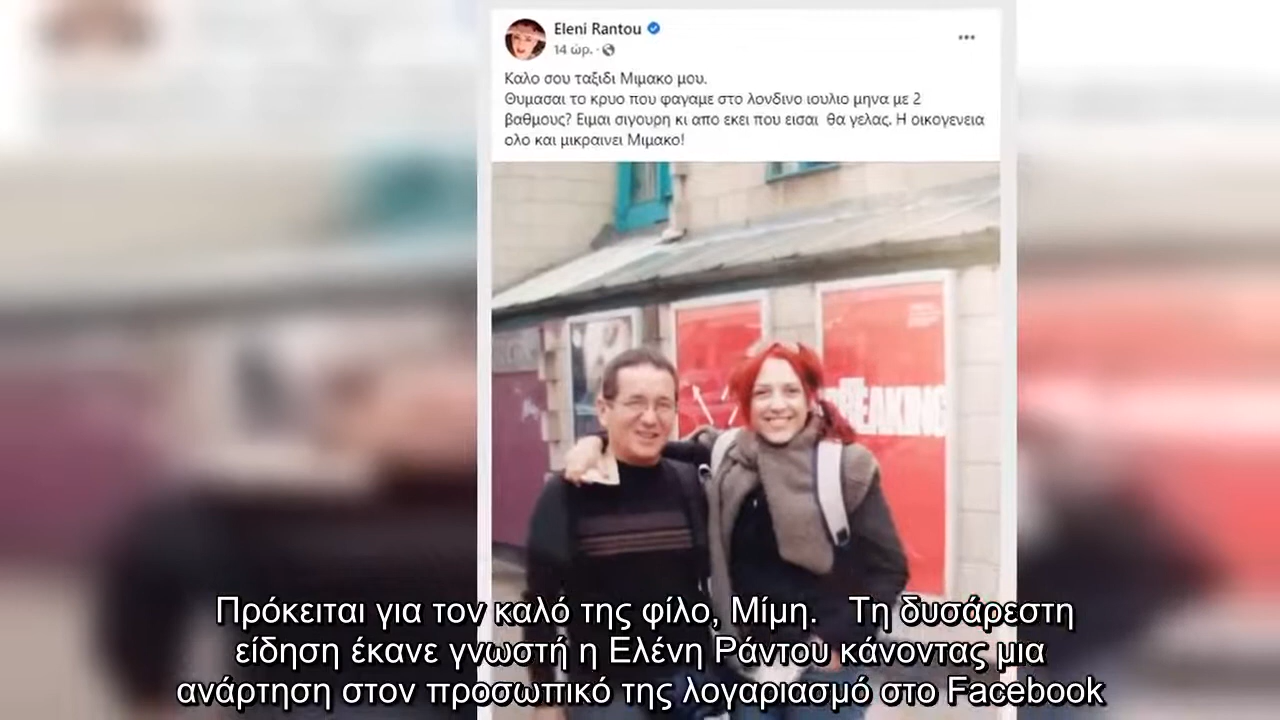 Eleni Rantou
14 ώρ. ·
Καλο σου ταξιδι Μιμακο μου.
Θυμασαι το κρυο που φαγαμε στο λονδινο ιουλιο μηνα με 2
βαθμους? Ειμαι σιγουρη κι απο εκει που εισαι θα γελας. Η οικογενεια
ολο και μικραινει Μιμακο!
BREAKING
Πρόκειται για τον καλό της φίλο, Μίμη. Τη δυσάρεστη
είδηση έκανε γνωστή η Ελένη Ράντου κάνοντας μια
ανάρτηση στον προσωπικό της λογαριασμό στο Facebook